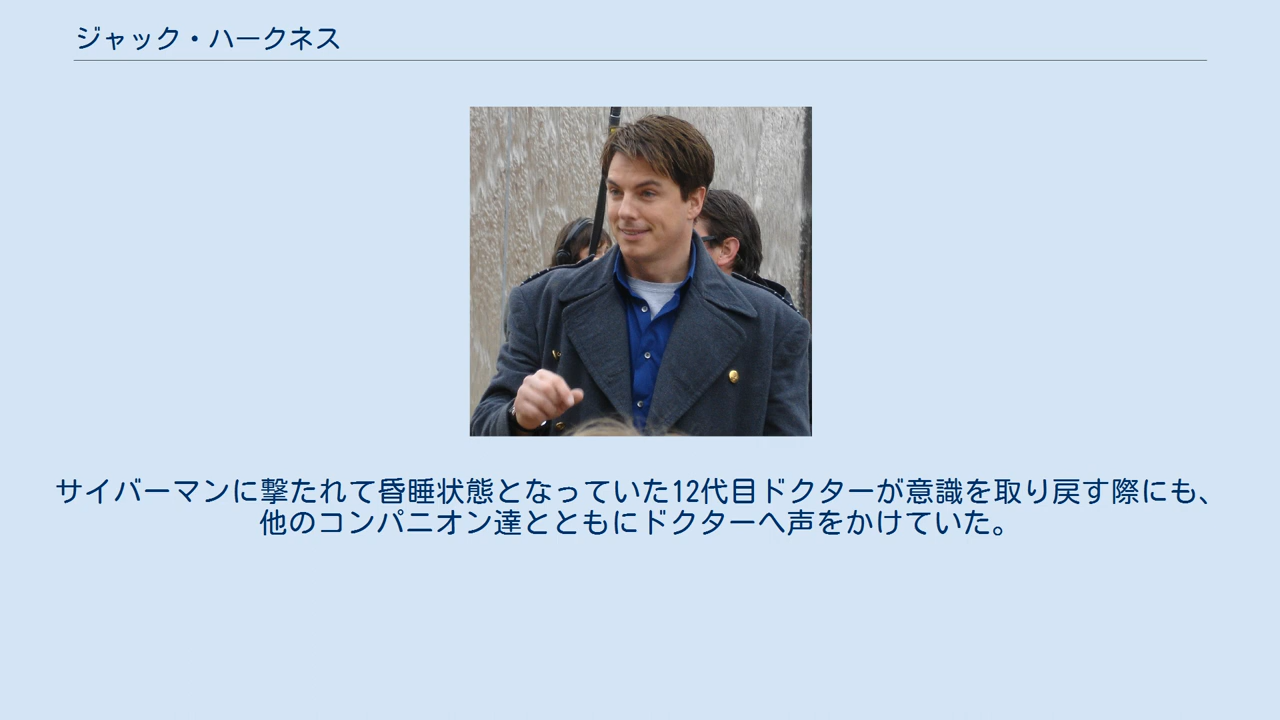 ジャック・ハークネス
サイバーマンに撃たれて昏睡状態となっていた12代目ドクターが意識を取り戻す際にも、
他のコンパニオン達とともにドクターへ声をかけていた。